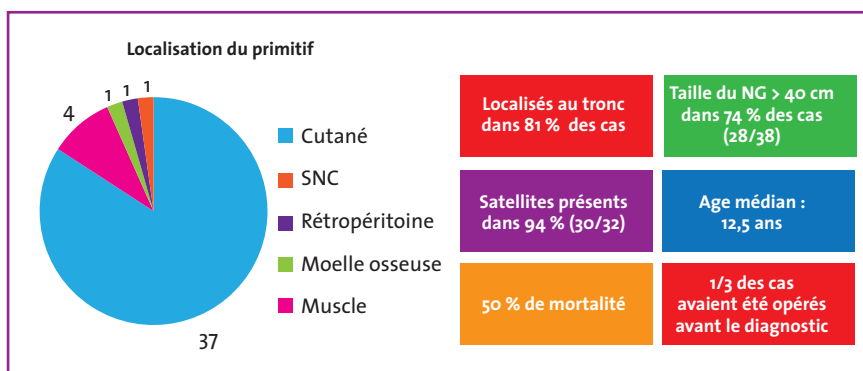 Localisation du primitif
1
1
1
4
37
Cutané
SNC
Rétropéritoine
Moelle osseuse
Muscle
Localisés au tronc
dans 81 % des cas
Taille du NG > 40 cm
dans 74 % des cas
(28/38)
Satellites présents
dans 94 % (30/32)
Age médian :
12,5 ans
50 % de mortalité
1/3 des cas
avaient été opérés
avant le diagnostic